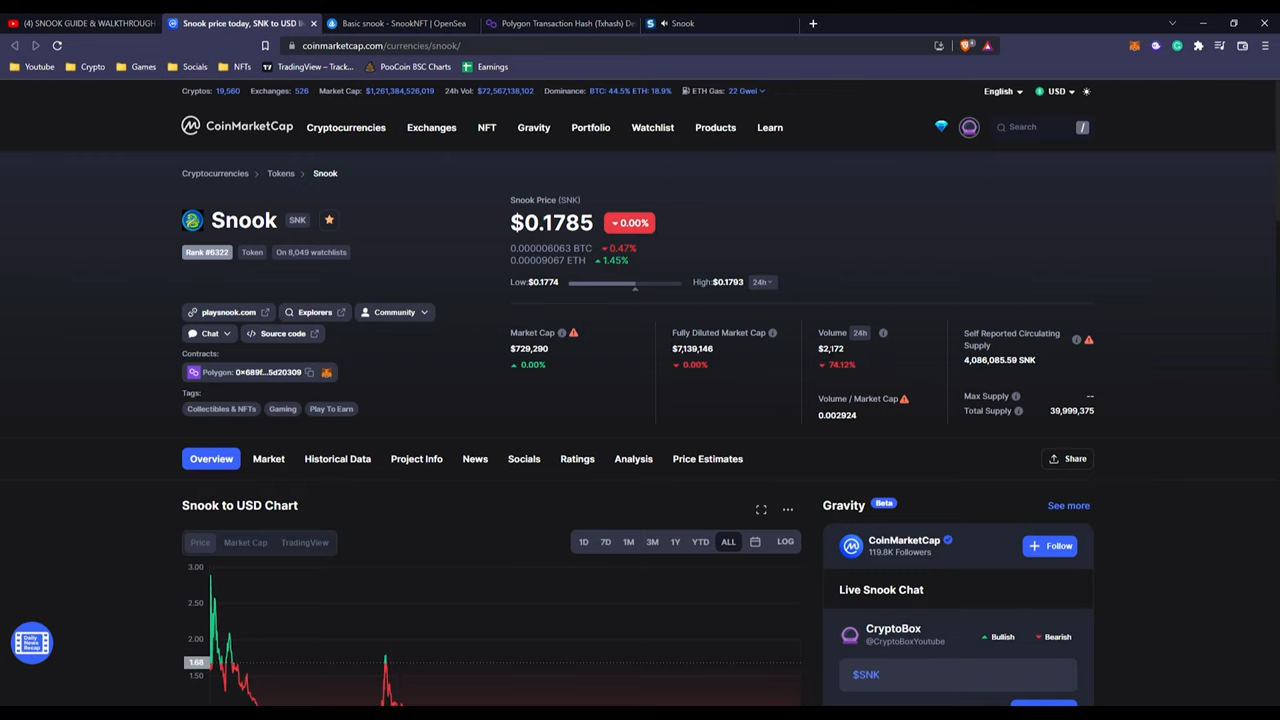 (4) SNOOK GUIDE & WALKTHROUGH
Snook price today, SNK to USD li
Basic snook - SnookNFT | OpenSea
Polygon Transaction Hash (Txhash) De
Snook
coinmarketcap.com/currencies/snook/
Youtube
Crypto
Games
Socials
NFTs
TradingView – Track...
PooCoin BSC Charts
Earnings
Cryptos: 19,560
Exchanges: 526
Market Cap: $1,261,384,526,019
24h Vol: $72,567,138,102
Dominance: BTC: 44.5% ETH: 18.9%
ETH Gas: 22 Gwei
English
USD
CoinMarketCap
Cryptocurrencies
Exchanges
NFT
Gravity
Portfolio
Watchlist
Products
Learn
Search
/
Cryptocurrencies
Tokens
Snook
Snook
SNK
Rank #6322
Token
On 8,049 watchlists
Snook Price (SNK)
$0.1785
0.00%
0.000006063 BTC
0.47%
0.00009067 ETH
1.45%
Low: $0.1774
High: $0.1793
24h
playsnook.com
Explorers
Community
Chat
Source code
Contracts:
Polygon: 0x689f...5d20309
Tags:
Collectibles & NFTs
Gaming
Play To Earn
Market Cap
$729,290
0.00%
Fully Diluted Market Cap
$7,139,146
0.00%
Volume
24h
$2,172
74.12%
Volume / Market Cap
0.002924
Self Reported Circulating
Supply
4,086,085.59 SNK
Max Supply
--
Total Supply
39,999,375
Overview
Market
Historical Data
Project Info
News
Socials
Ratings
Analysis
Price Estimates
Share
Snook to USD Chart
Price
Market Cap
TradingView
1D
7D
1M
3M
1Y
YTD
ALL
LOG
3.00
2.50
2.00
1.68
1.50
Gravity
Beta
See more
CoinMarketCap
119.8K Followers
+ Follow
Live Snook Chat
CryptoBox
@CryptoBoxYoutube
Bullish
Bearish
$SNK
Daily
News
Recap